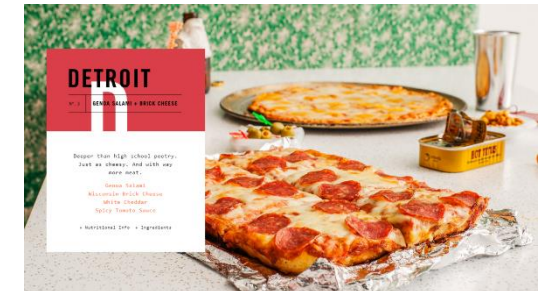 DETROIT
Nº 3 GENOA SALAMI + BRICK CHEESE
n
Deeper than high school poetry.
Just as cheesy. And with way
more meat.
Genoa Salami
Wisconsin Brick Cheese
White Cheddar
Spicy Tomato Sauce
+ Nutritional Info + Ingredients